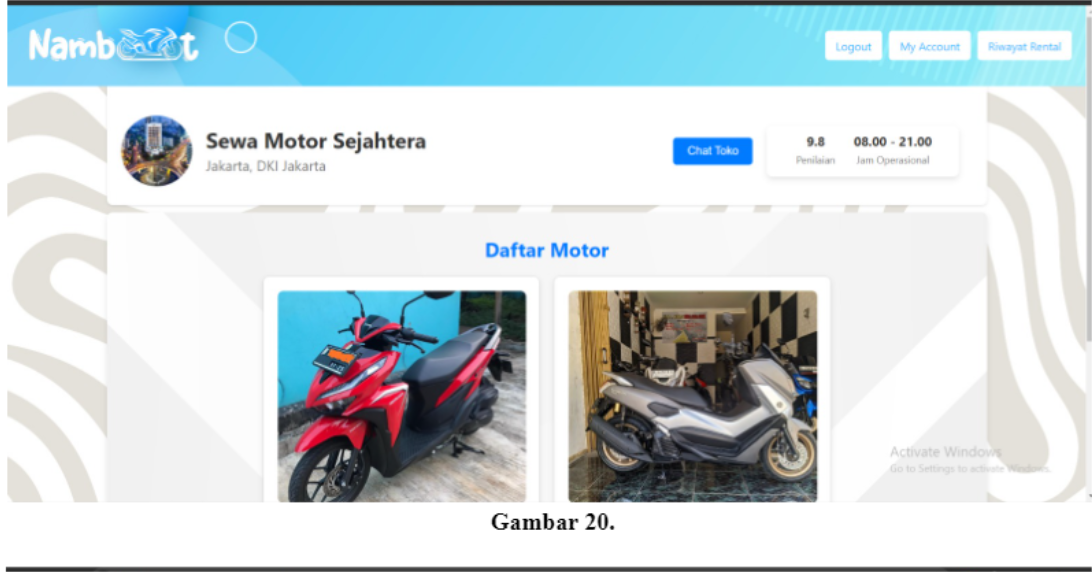 Namb t
Logout
My Account
Riwayat Rental
Sewa Motor Sejahtera
Jakarta, DKI Jakarta
Chat Toko
9.8
Penilaian
08.00 - 21.00
Jam Operasional
Daftar Motor
Activate Windows
Go to Settings to activate Windows.
Gambar 20.